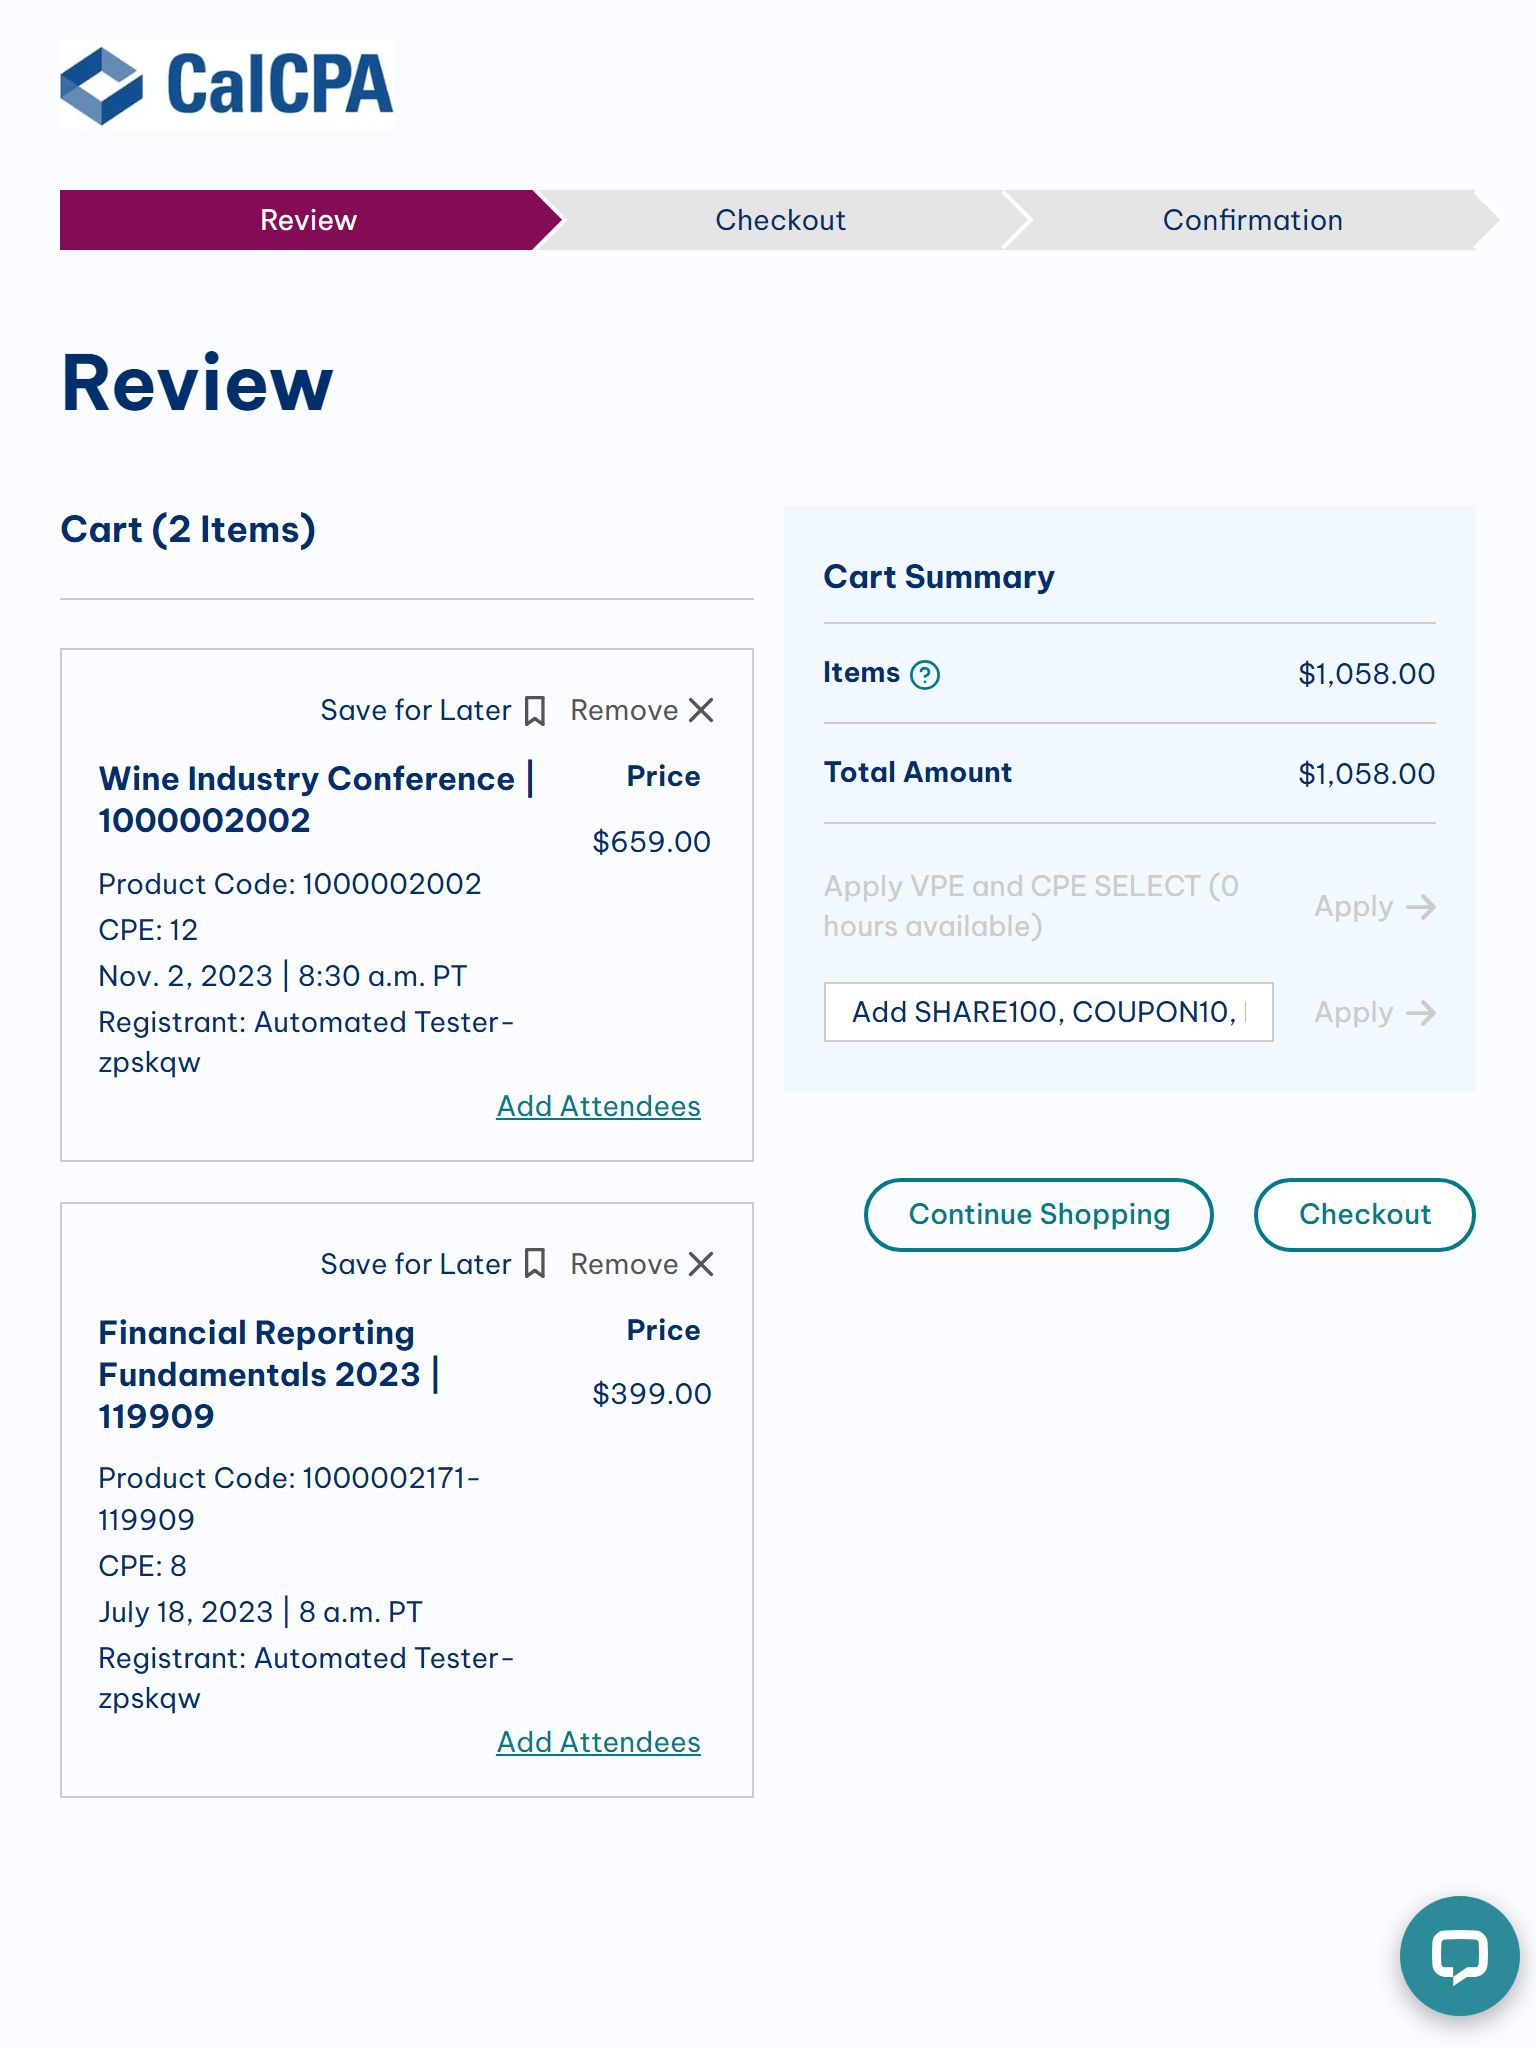 CalCPA
Review
Checkout
Confirmation
Review
Cart (2 Items)
Save for Later
Remove
Wine Industry Conference |
1000002002
Price
$659.00
Product Code: 1000002002
CPE: 12
Nov. 2, 2023 | 8:30 a.m. PT
Registrant: Automated Tester-
zpskqw
Add Attendees
Save for Later
Remove
Financial Reporting
Fundamentals 2023 |
119909
Price
$399.00
Product Code: 1000002171-
119909
CPE: 8
July 18, 2023 | 8 a.m. PT
Registrant: Automated Tester-
zpskqw
Add Attendees
Cart Summary
Items ?
$1,058.00
Total Amount
$1,058.00
Apply VPE and CPE SELECT (0
hours available)
Apply
Add SHARE100, COUPON10,
Apply
Continue Shopping
Checkout